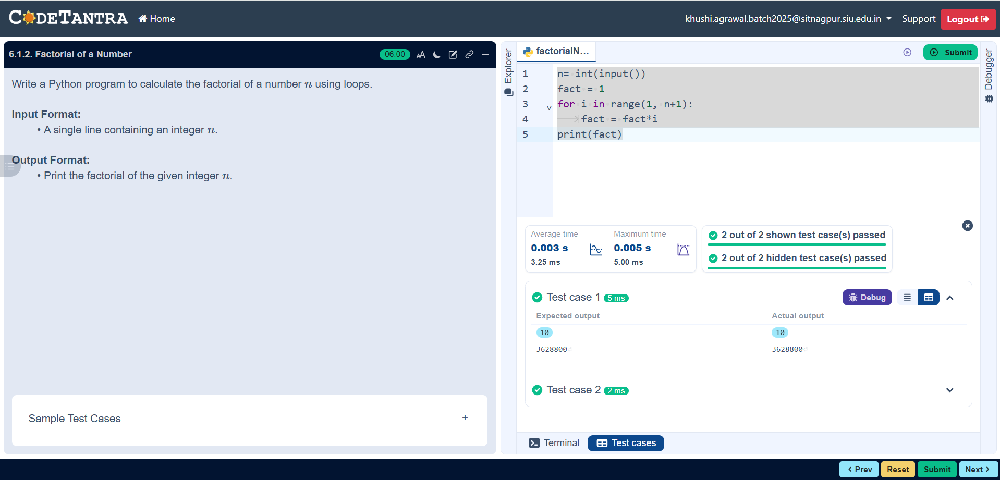 CODETANTRA Home khushi.agrawal.batch2025@sitnagpur.siu.edu.in Support Logout
6.1.2. Factorial of a Number 06:00 AA
Write a Python program to calculate the factorial of a number n using loops.
Input Format:
• A single line containing an integer n.
Output Format:
• Print the factorial of the given integer n.
Sample Test Cases +
Explorer
factorialN...
Submit
Debugger
1 n= int(input())
2 fact = 1
3 for i in range(1, n+1):
4 fact = fact*i
5 print(fact)
Average time
0.003 s
3.25 ms
Maximum time
0.005 s
5.00 ms
2 out of 2 shown test case(s) passed
2 out of 2 hidden test case(s) passed
Test case 1 5 ms
Debug
Expected output Actual output
10 10
3628800 3628800
Test case 2 2 ms
Terminal Test cases
< Prev Reset Submit Next >